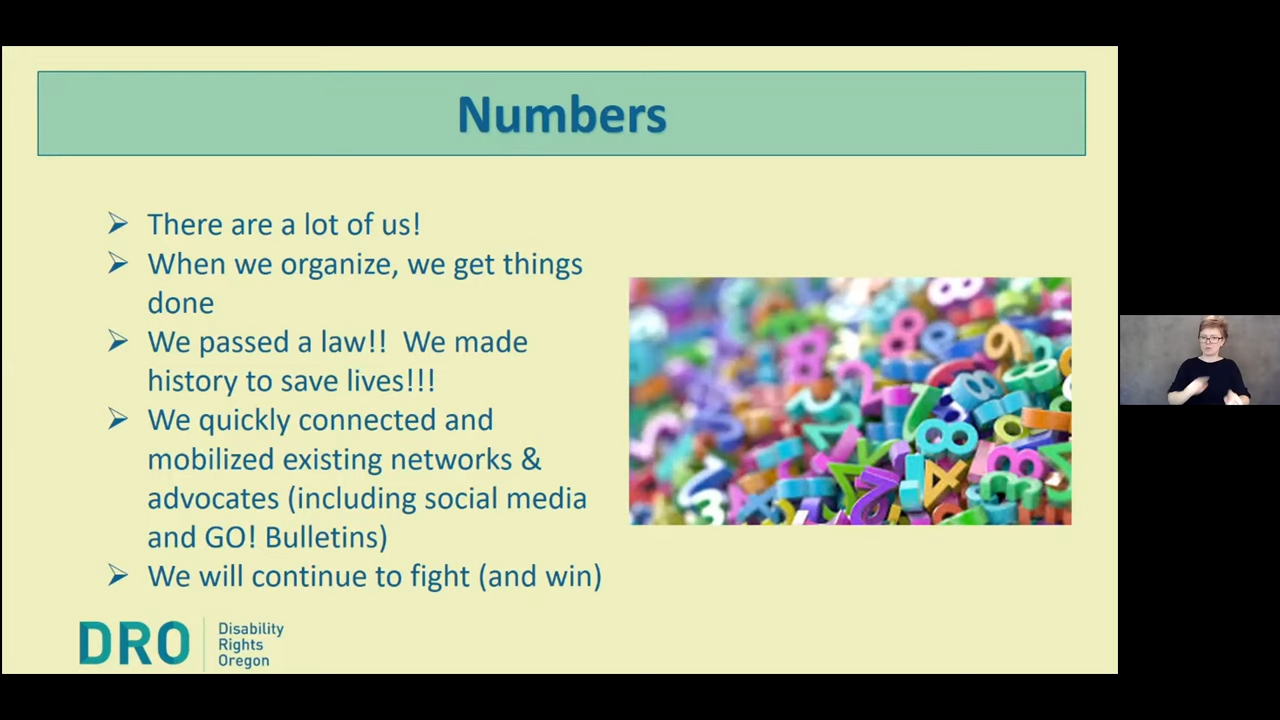 Numbers
There are a lot of us!
When we organize, we get things
done
We passed a law!!  We made
history to save lives!!!
We quickly connected and
mobilized existing networks &
advocates (including social media
and GO! Bulletins)
We will continue to fight (and win)
DRO
Disability
Rights
Oregon